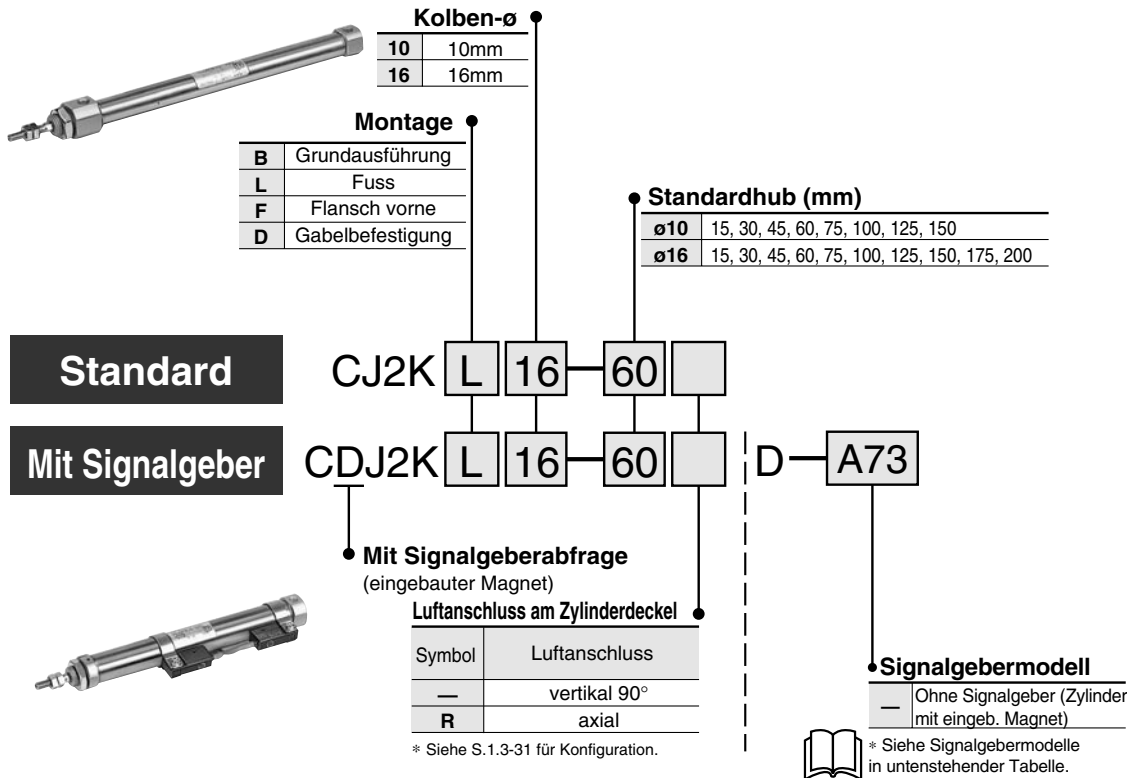 Kolben-ø
10 10mm
16 16mm
Montage
B Grundausführung
L Fuss
F Flansch vorne
D Gabelbefestigung
Standardhub (mm)
ø10 15, 30, 45, 60, 75, 100, 125, 150
ø16 15, 30, 45, 60, 75, 100, 125, 150, 175, 200
Standard CJ2K L 16 — 60
Mit Signalgeber CDJ2K L 16 — 60 D — A73
Mit Signalgeberabfrage
(eingebauter Magnet)
Luftanschluss am Zylinderdeckel
Symbol Luftanschluss
— vertikal 90°
R axial
* Siehe S.1.3-31 für Konfiguration.
Signalgebermodell
— Ohne Signalgeber (Zylinder
mit eingeb. Magnet)
* Siehe Signalgebermodelle
in untenstehender Tabelle.